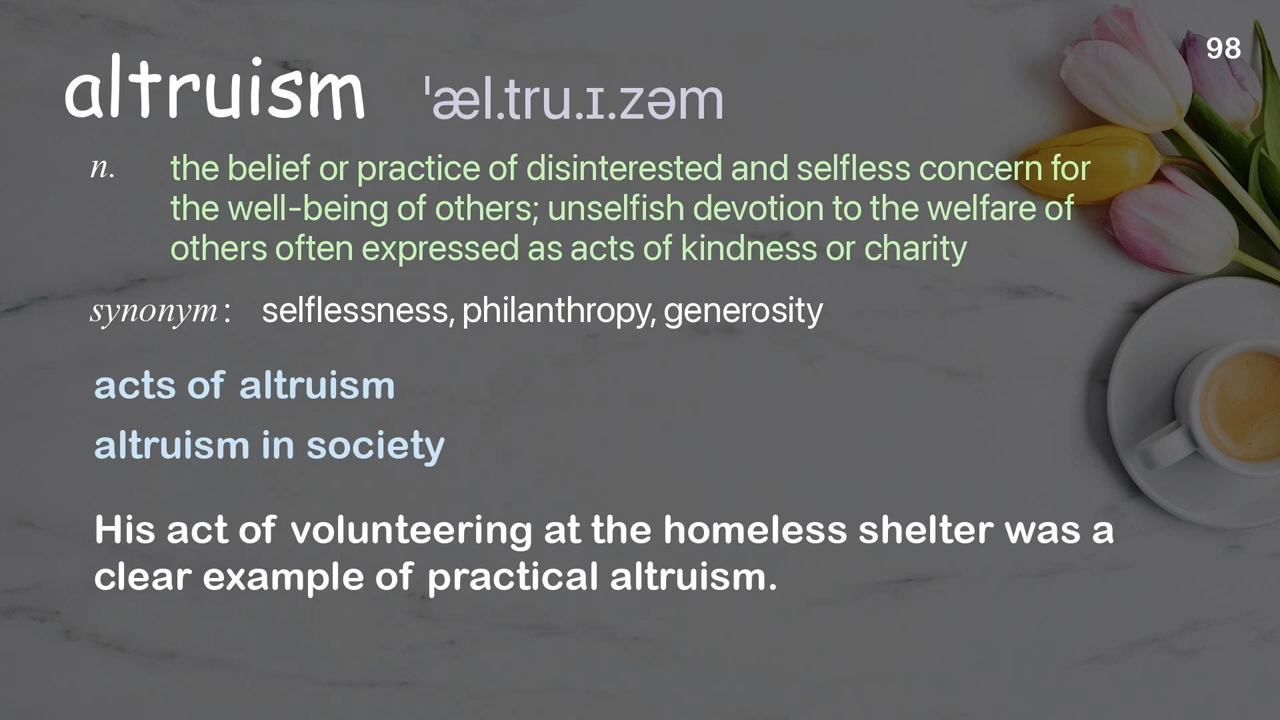 98
altruism ˈæl.tru.ɪ.zəm
n. the belief or practice of disinterested and selfless concern for
the well-being of others; unselfish devotion to the welfare of
others often expressed as acts of kindness or charity
synonym: selflessness, philanthropy, generosity
acts of altruism
altruism in society
His act of volunteering at the homeless shelter was a
clear example of practical altruism.